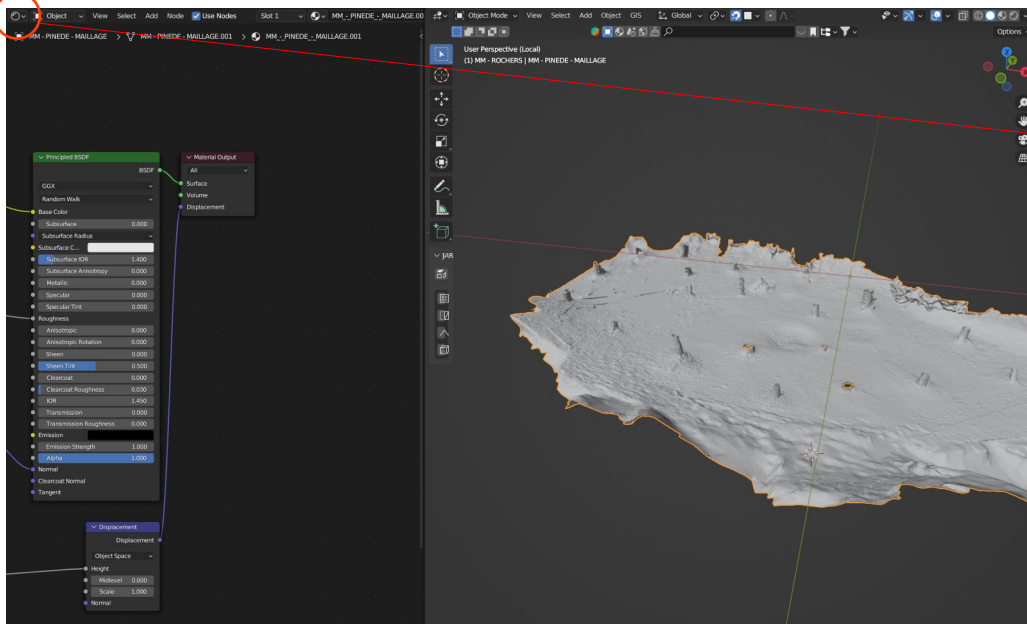 Object View Select Add Node Use Nodes Slot 1 MM_-_PINEDE_-_MAILLAGE.00
MM - PINEDE - MAILLAGE > MM - PINEDE - MAILLAGE.001 > MM_-_PINEDE_-_MAILLAGE.001
Principled BSDF
BSDF
GGX
Random Walk
Base Color
Subsurface 0.000
Subsurface Radius
Subsurface C...
Subsurface IOR 1.400
Subsurface Anisotropy 0.000
Metallic 0.000
Specular 0.000
Specular Tint 0.000
Roughness
Anisotropic 0.000
Anisotropic Rotation 0.000
Sheen 0.000
Sheen Tint 0.500
Clearcoat 0.000
Clearcoat Roughness 0.030
IOR 1.450
Transmission 0.000
Transmission Roughness 0.000
Emission
Emission Strength 1.000
Alpha 1.000
Normal
Clearcoat Normal
Tangent
Material Output
All
Surface
Volume
Displacement
Displacement
Displacement
Object Space
Height
Midlevel 0.000
Scale 1.000
Normal
Object Mode View Select Add Object GIS Global
Options
User Perspective (Local)
(1) MM - ROCHERS | MM - PINEDE - MAILLAGE
JAR
Z
Y